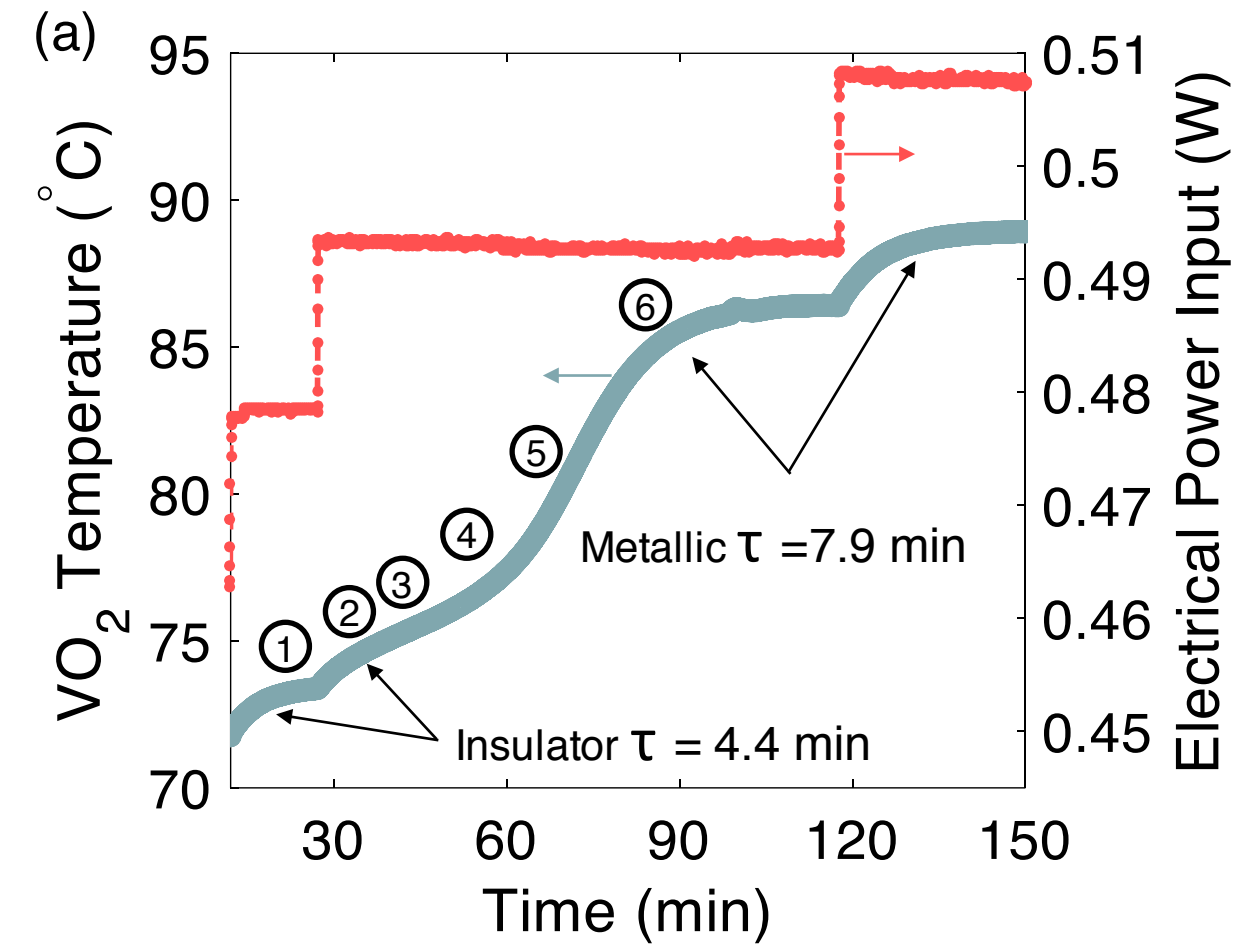 (a)
95
90
85
80
75
70
VO2 Temperature (°C)
0.51
0.5
0.49
0.48
0.47
0.46
0.45
Electrical Power Input (W)
1
2
3
4
5
6
Metallic τ =7.9 min
Insulator τ = 4.4 min
30 60 90 120 150
Time (min)